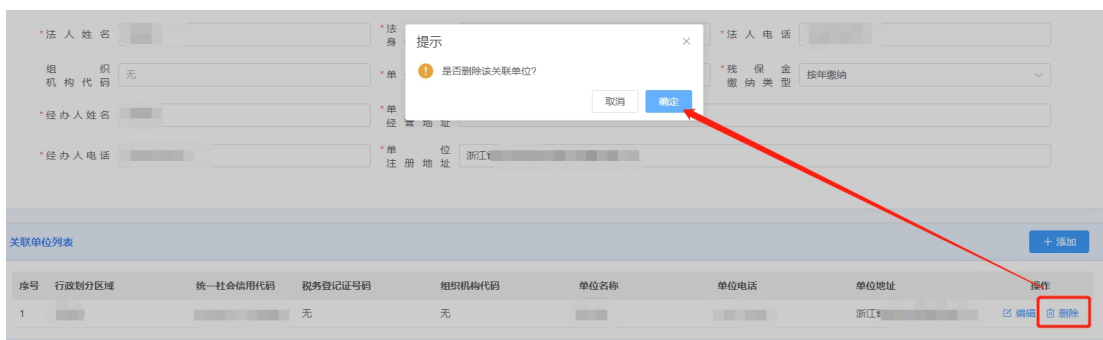 *法 人 姓 名
*法
身
提示
×
*法 人 电 话
是否删除该关联单位?
组 织
机 构 代 码
无
*单
*残 保 金
缴 纳 类 型
按年缴纳
取消
确定
*经办人姓名
*单
经 营 地 址
*经办人电话
*单 位
注 册 地 址
浙江省
关联单位列表
+ 添加
序号 行政划分区域 统一社会信用代码 税务登记证号码 组织机构代码 单位名称 单位电话 单位地址 操作
1 无 无 浙江省 编辑 删除